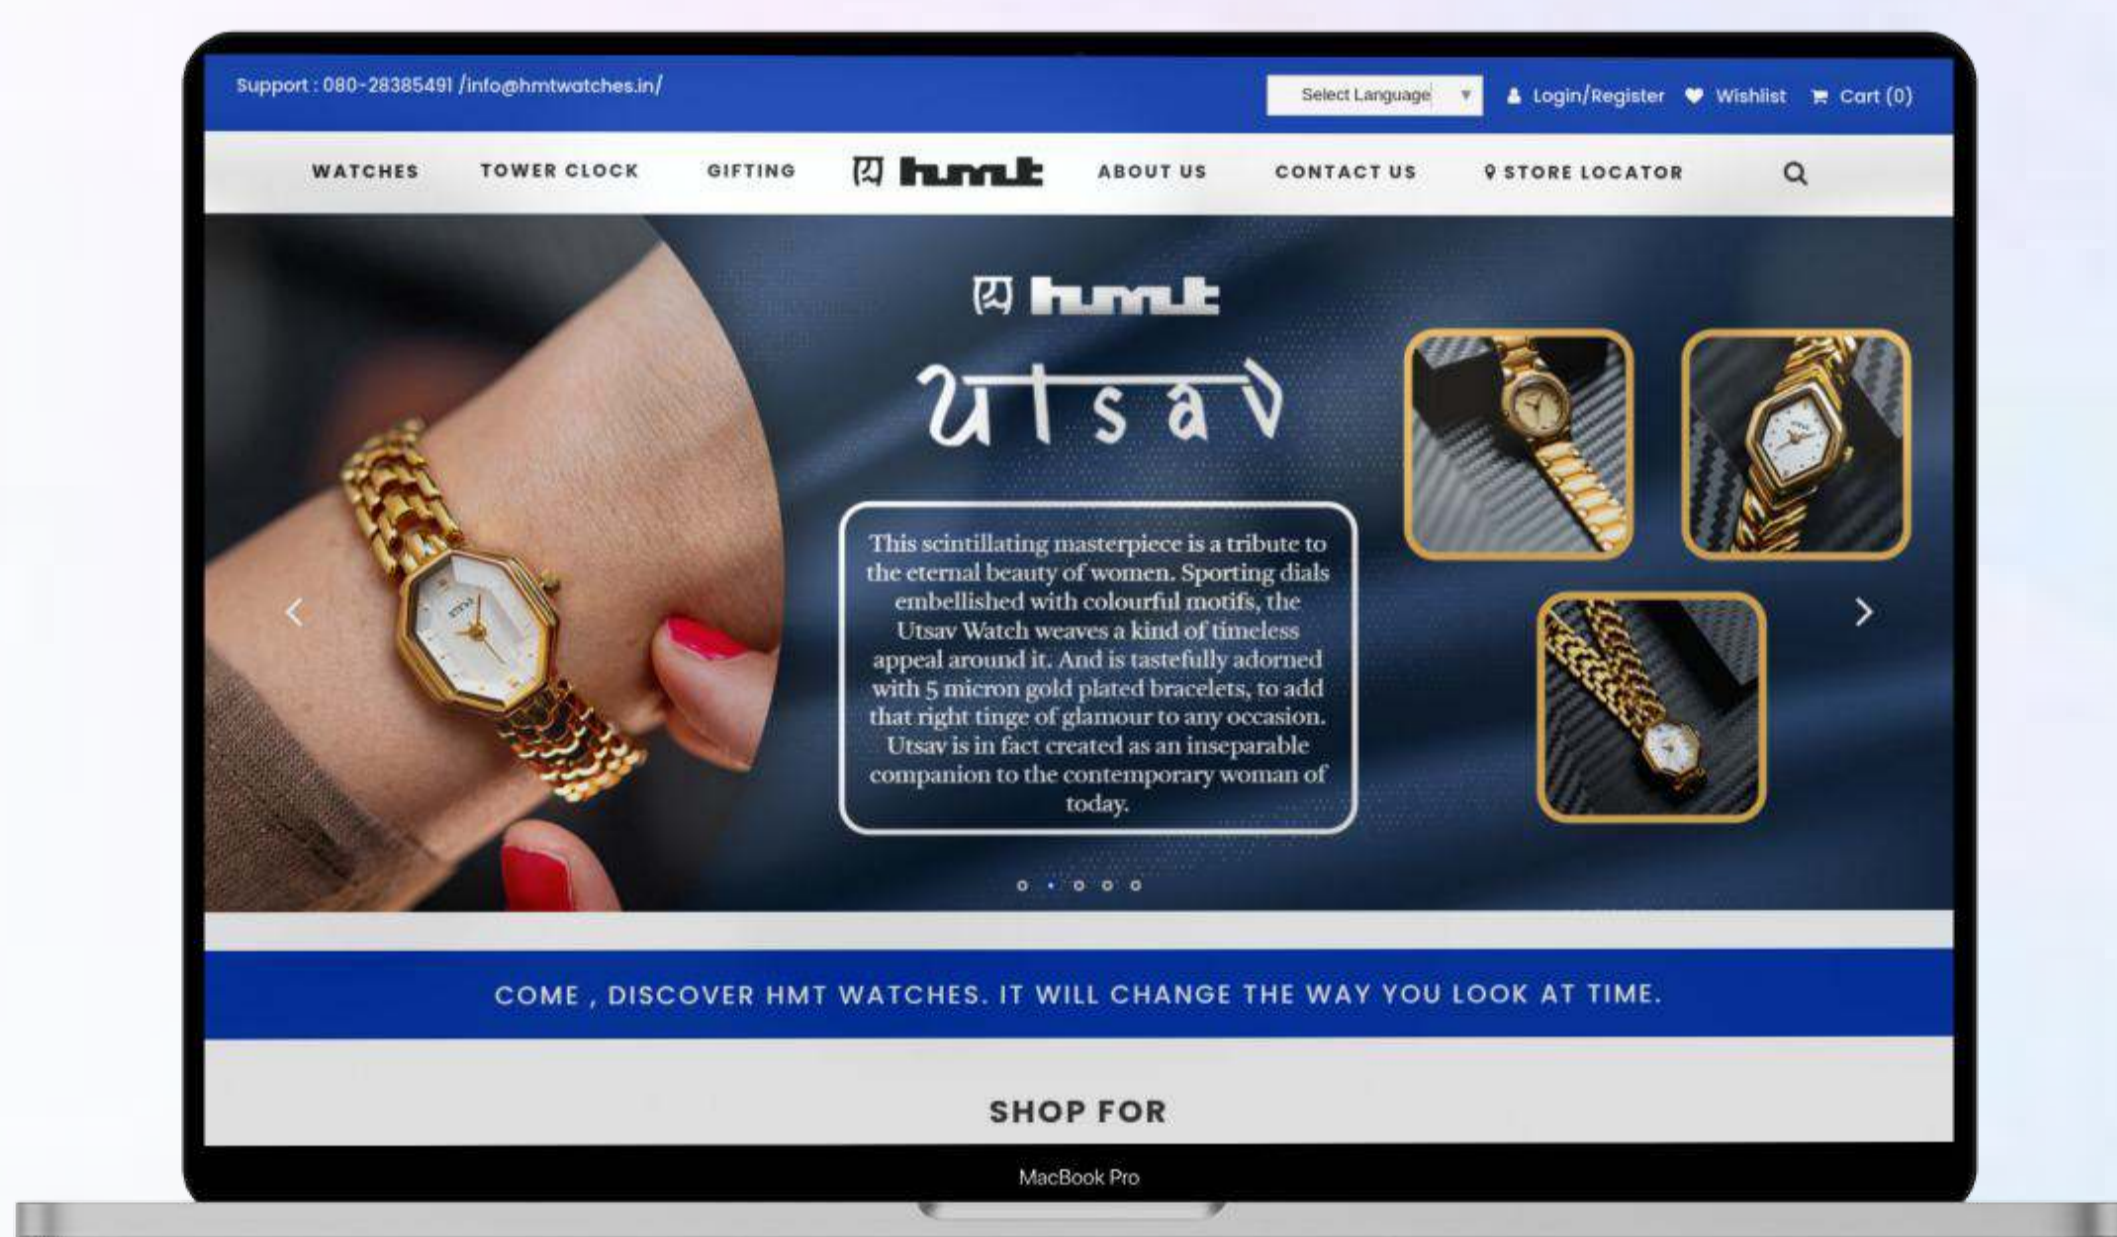 Support : 080-28385491 /info@hmtwatches.in/
Select Language ▼ Login/Register Wishlist Cart (0)
WATCHES TOWER CLOCK GIFTING hmt ABOUT US CONTACT US STORE LOCATOR
hmt
utsav
This scintillating masterpiece is a tribute to
the eternal beauty of women. Sporting dials
embellished with colourful motifs, the
Utsav Watch weaves a kind of timeless
appeal around it. And is tastefully adorned
with 5 micron gold plated bracelets, to add
that right tinge of glamour to any occasion.
Utsav is in fact created as an inseparable
companion to the contemporary woman of
today.
COME , DISCOVER HMT WATCHES. IT WILL CHANGE THE WAY YOU LOOK AT TIME.
SHOP FOR
MacBook Pro